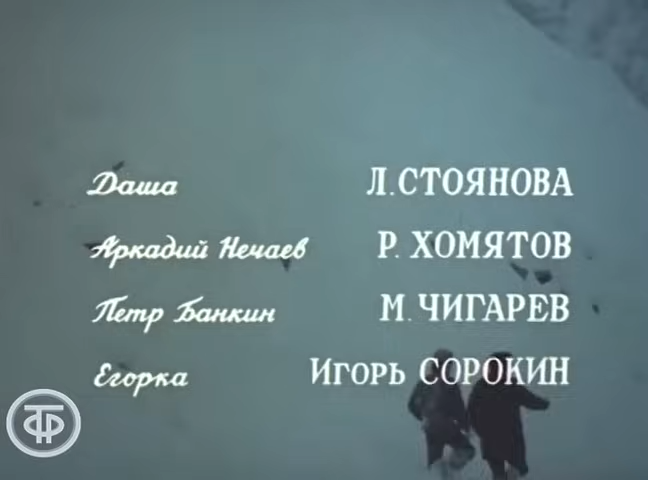 Даша Л. СТОЯНОВА
Аркадий Нечаев Р. ХОМЯТОВ
Петр Банкин М. ЧИГАРЕВ
Егорка Игорь СОРОКИН